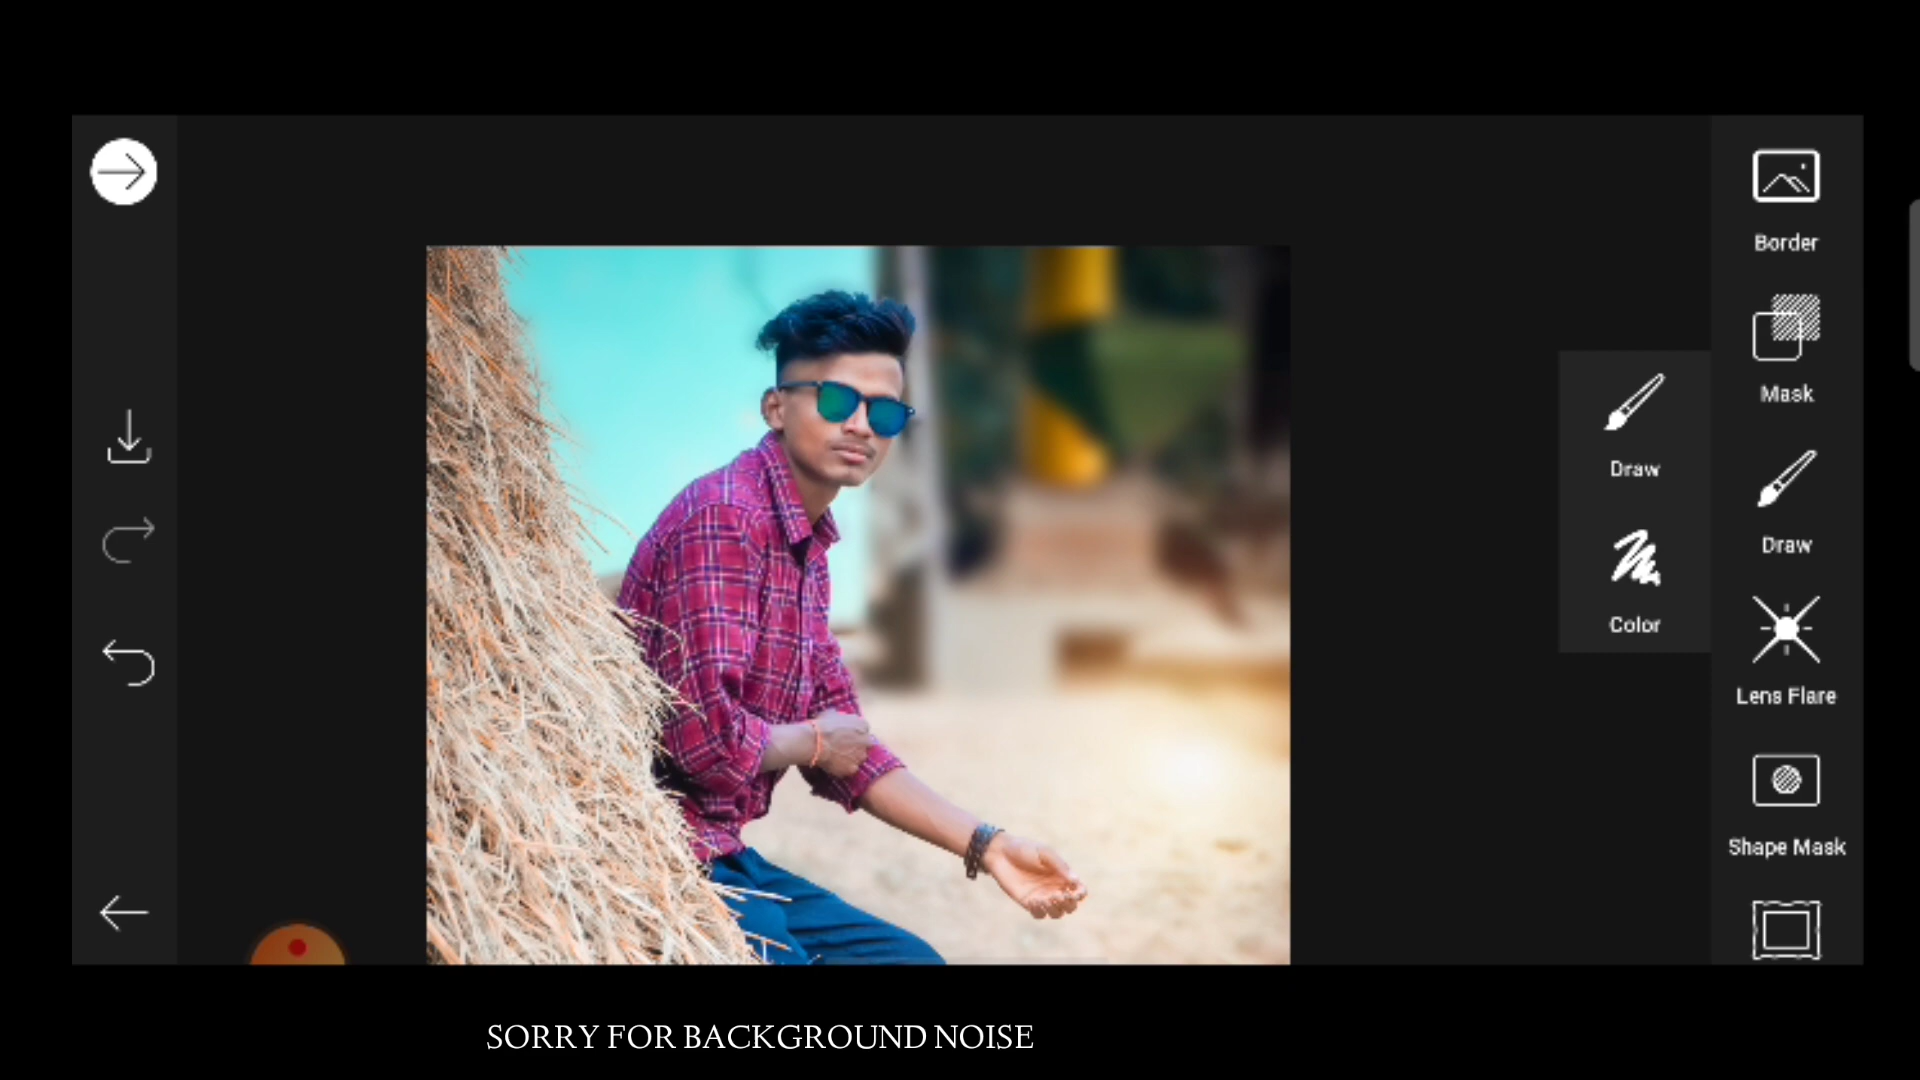 Border
Mask
Draw
Draw
Color
Lens Flare
Shape Mask
SORRY FOR BACKGROUND NOISE